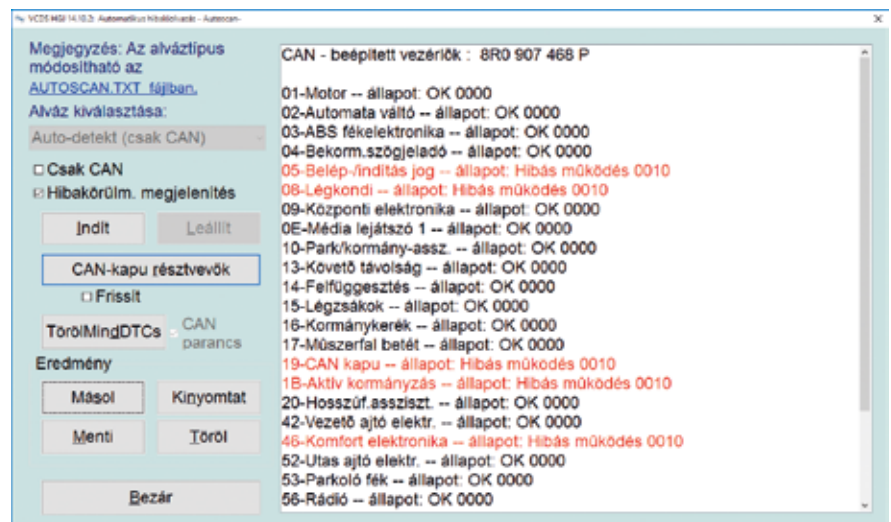 VCDS HGI 14.10.2: Automatikus hibakiolvasás - Autoscan-
Megjegyzés: Az alváztípus
módosítható az
AUTOSCAN.TXT fájlban.
Alváz kiválasztása:
Auto-detekt (csak CAN)
Csak CAN
Hibakörülm. megjelenítés
Indít
Leállít
CAN-kapu résztvevők
Frissít
TörölMindDTCs
CAN
parancs
Eredmény
Másol
Kinyomtat
Menti
Töröl
Bezár
CAN - beépített vezérlők : 8R0 907 468 P
01-Motor -- állapot: OK 0000
02-Automata váltó -- állapot: OK 0000
03-ABS fékelektronika -- állapot: OK 0000
04-Bekorm.szögjeladó -- állapot: OK 0000
05-Belép-/indítás jog -- állapot: Hibás működés 0010
08-Légkondi -- állapot: Hibás működés 0010
09-Központi elektronika -- állapot: OK 0000
0E-Média lejátszó 1 -- állapot: OK 0000
10-Park/kormány-assz. -- állapot: OK 0000
13-Követő távolság -- állapot: OK 0000
14-Felfüggesztés -- állapot: OK 0000
15-Légzsákok -- állapot: OK 0000
16-Kormánykerék -- állapot: OK 0000
17-Műszerfal betét -- állapot: OK 0000
19-CAN kapu -- állapot: Hibás működés 0010
1B-Aktív kormányzás -- állapot: Hibás működés 0010
20-Hosszúf.assziszt. -- állapot: OK 0000
42-Vezető ajtó elektr. -- állapot: OK 0000
46-Komfort elektronika -- állapot: Hibás működés 0010
52-Utas ajtó elektr. -- állapot: OK 0000
53-Parkoló fék -- állapot: OK 0000
56-Rádió -- állapot: OK 0000